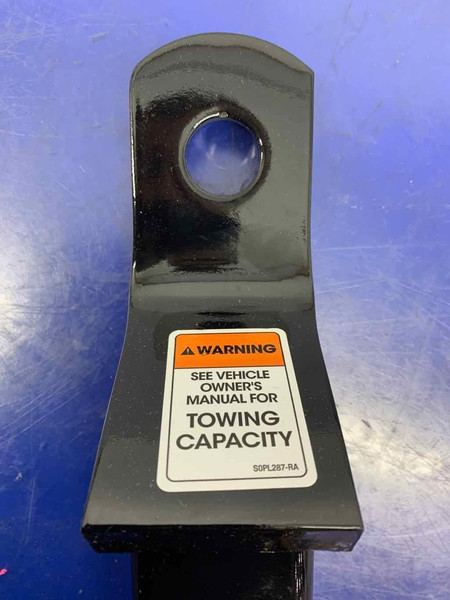 WARNING
SEE VEHICLE
OWNER'S
MANUAL FOR
TOWING
CAPACITY
S0PL287-RA